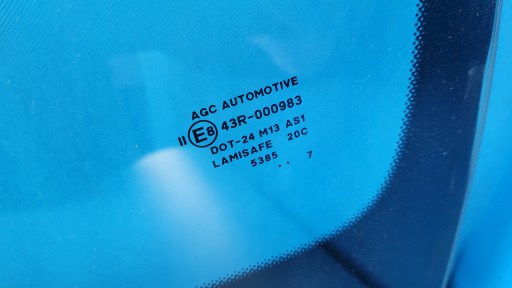 AGC AUTOMOTIVE
II E8 43R-000983
DOT-24 M13 AS1
LAMISAFE 20C
5385 .. 7